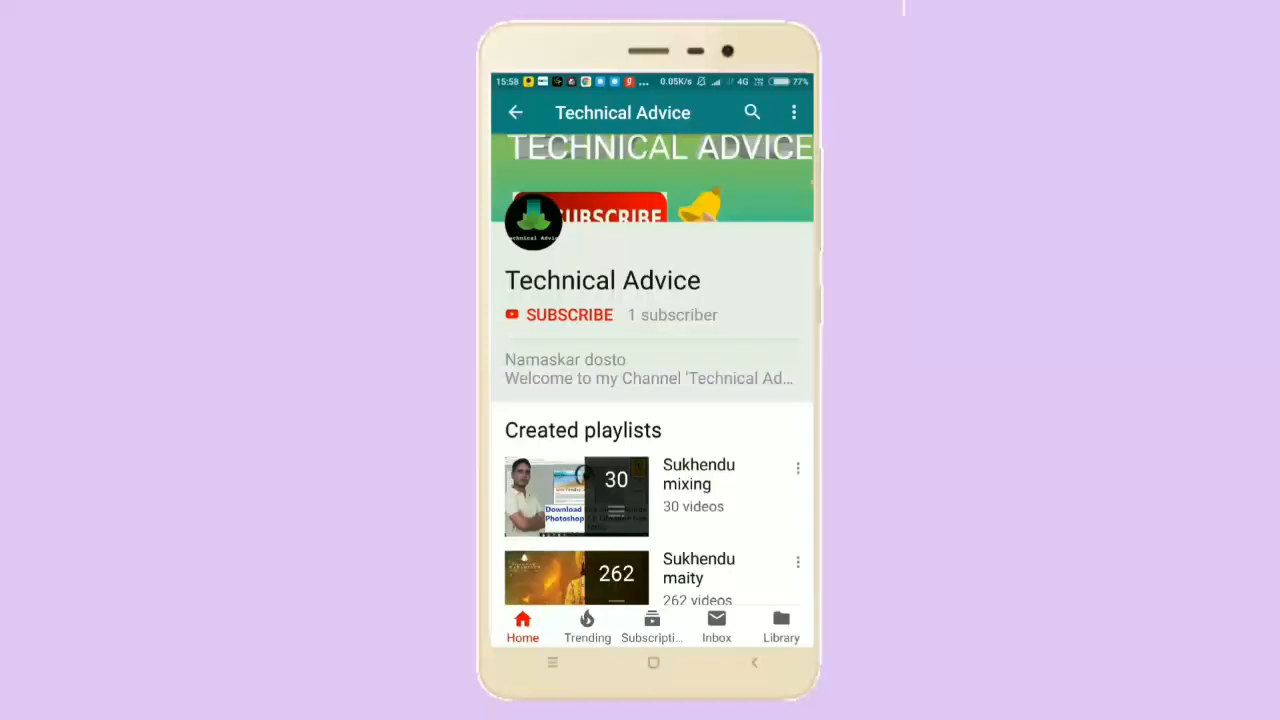 15:58 0.05K/s 4G 77%
Technical Advice
TECHNICAL ADVICE
SUBSCRIBE
Technical Advice
SUBSCRIBE 1 subscriber
Namaskar dosto
Welcome to my Channel 'Technical Ad...
Created playlists
30
Download
Photoshop
Sukhendu
mixing
30 videos
262
Sukhendu
maity
262 videos
Home Trending Subscripti... Inbox Library